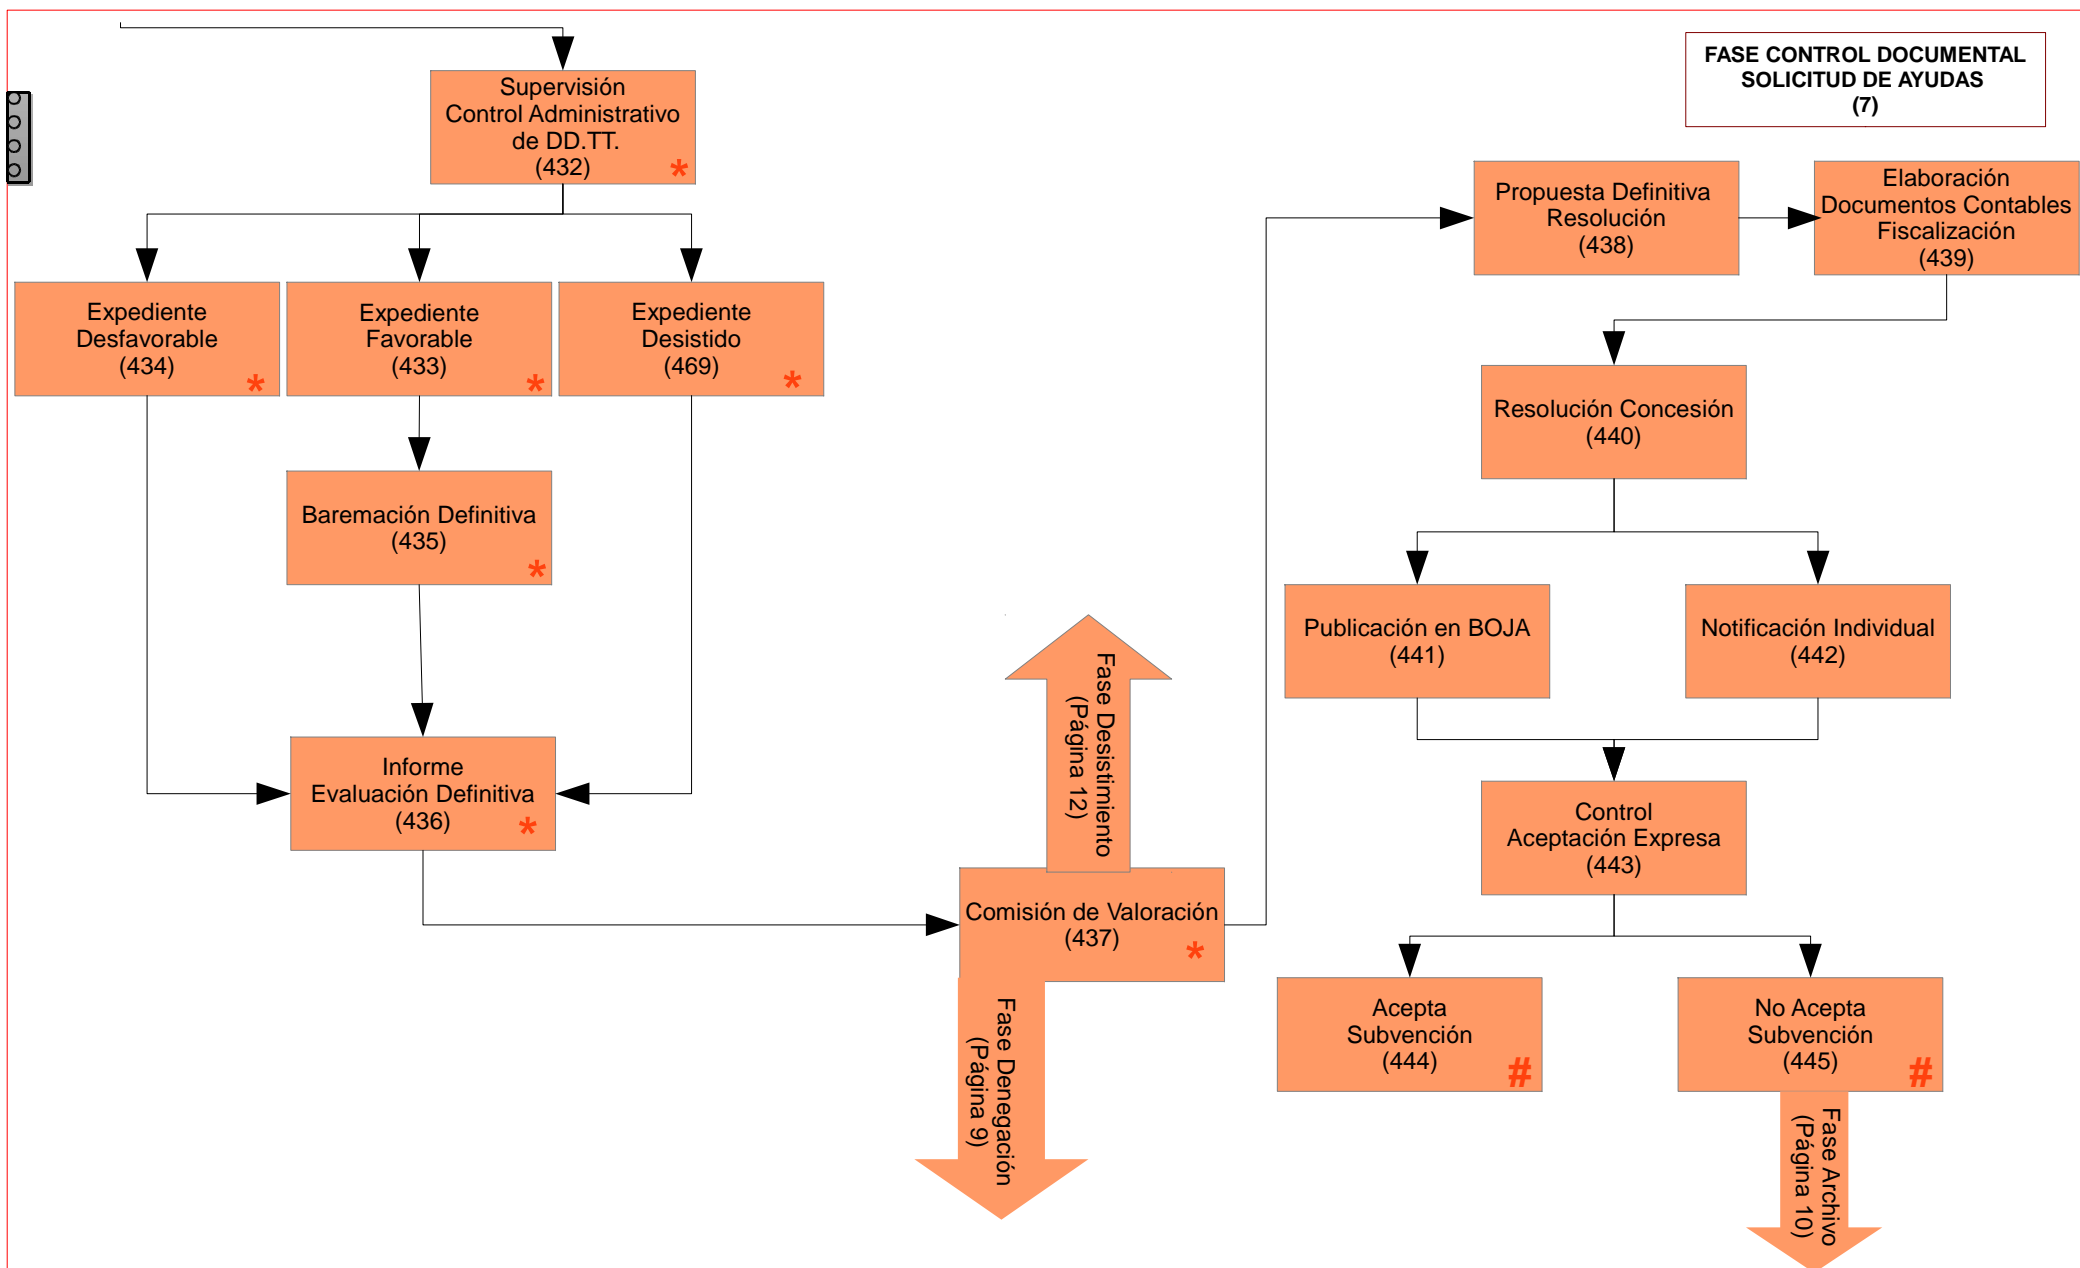 FASE CONTROL DOCUMENTAL
SOLICITUD DE AYUDAS
(7)
Supervisión
Control Administrativo
de DD.TT.
(432)
*
Expediente
Desfavorable
(434)
*
Expediente
Favorable
(433)
*
Expediente
Desistido
(469)
*
Baremación Definitiva
(435)
*
Informe
Evaluación Definitiva
(436)
*
Fase Desistimiento
(Página 12)
Comisión de Valoración
(437)
*
Fase Denegación
(Página 9)
Propuesta Definitiva
Resolución
(438)
Elaboración
Documentos Contables
Fiscalización
(439)
Resolución Concesión
(440)
Publicación en BOJA
(441)
Notificación Individual
(442)
Control
Aceptación Expresa
(443)
Acepta
Subvención
(444)
#
No Acepta
Subvención
(445)
#
Fase Archivo
(Página 10)